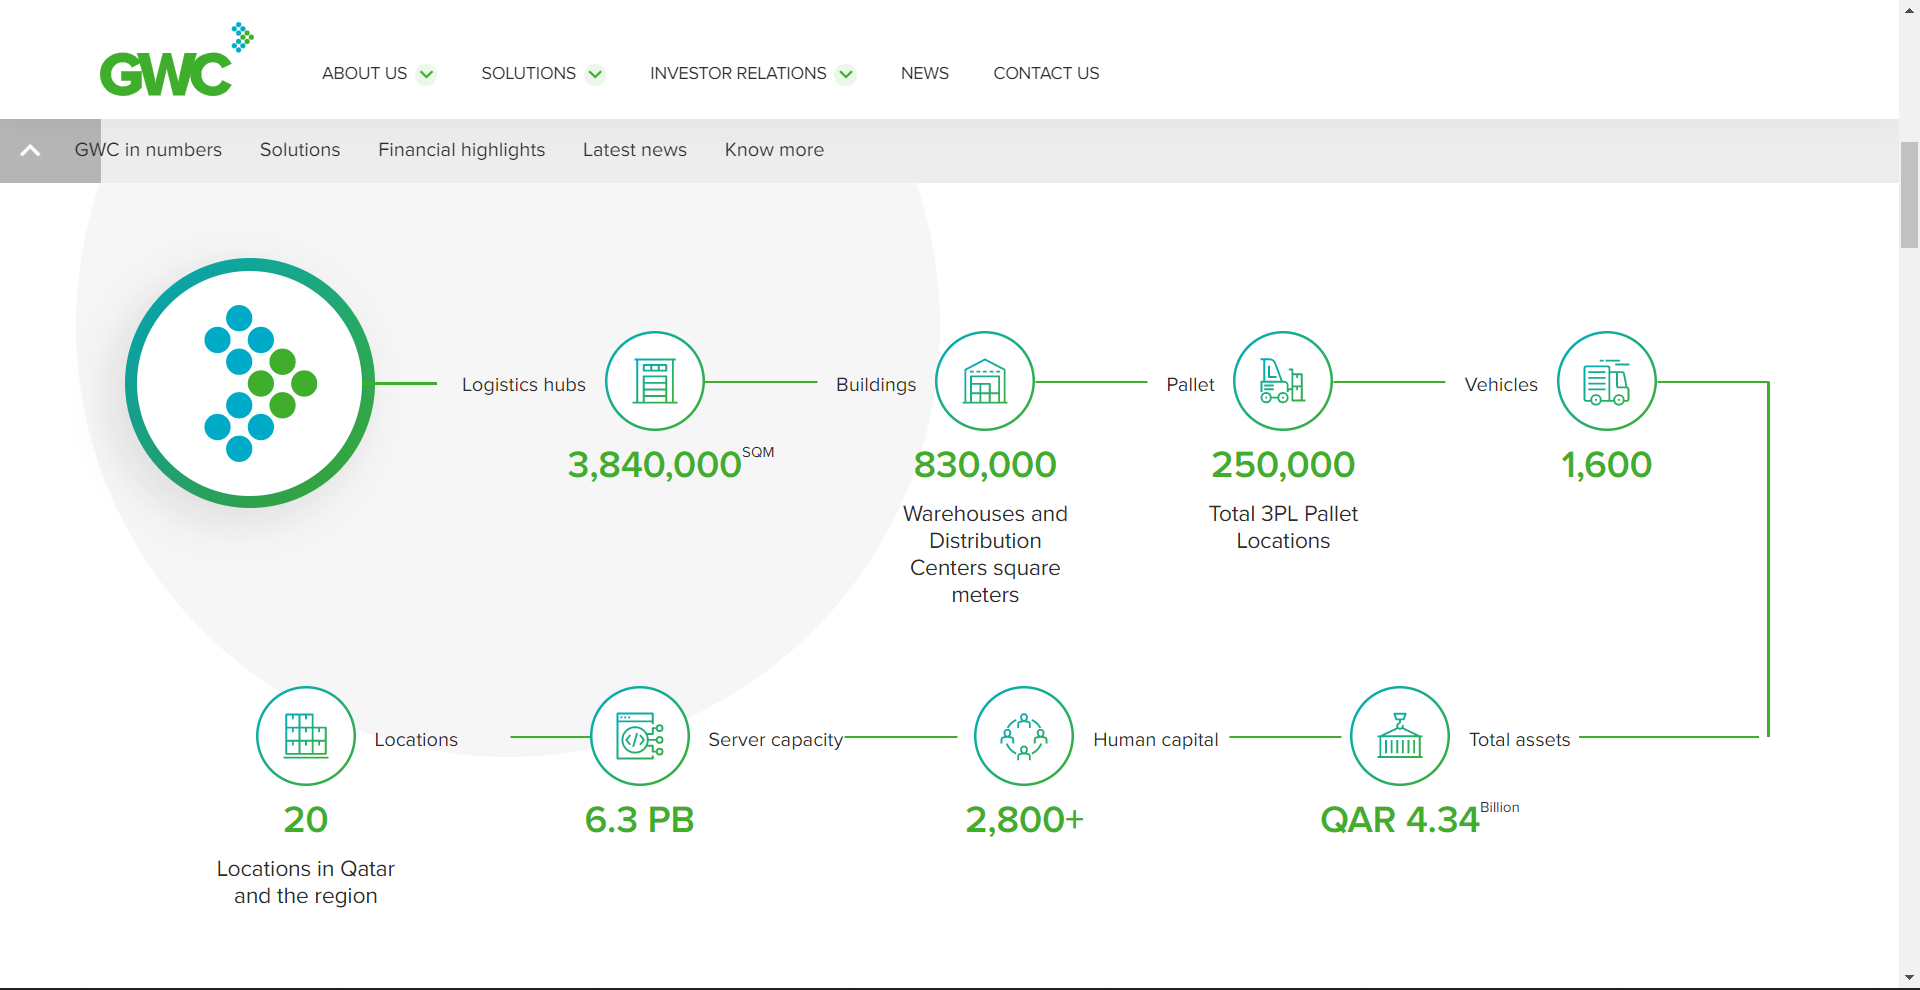 GWC
ABOUT US
SOLUTIONS
INVESTOR RELATIONS
NEWS
CONTACT US
GWC in numbers
Solutions
Financial highlights
Latest news
Know more
Logistics hubs
3,840,000 SQM
Buildings
830,000
Warehouses and
Distribution
Centers square
meters
Pallet
250,000
Total 3PL Pallet
Locations
Vehicles
1,600
Locations
20
Locations in Qatar
and the region
Server capacity
6.3 PB
Human capital
2,800+
Total assets
QAR 4.34 Billion